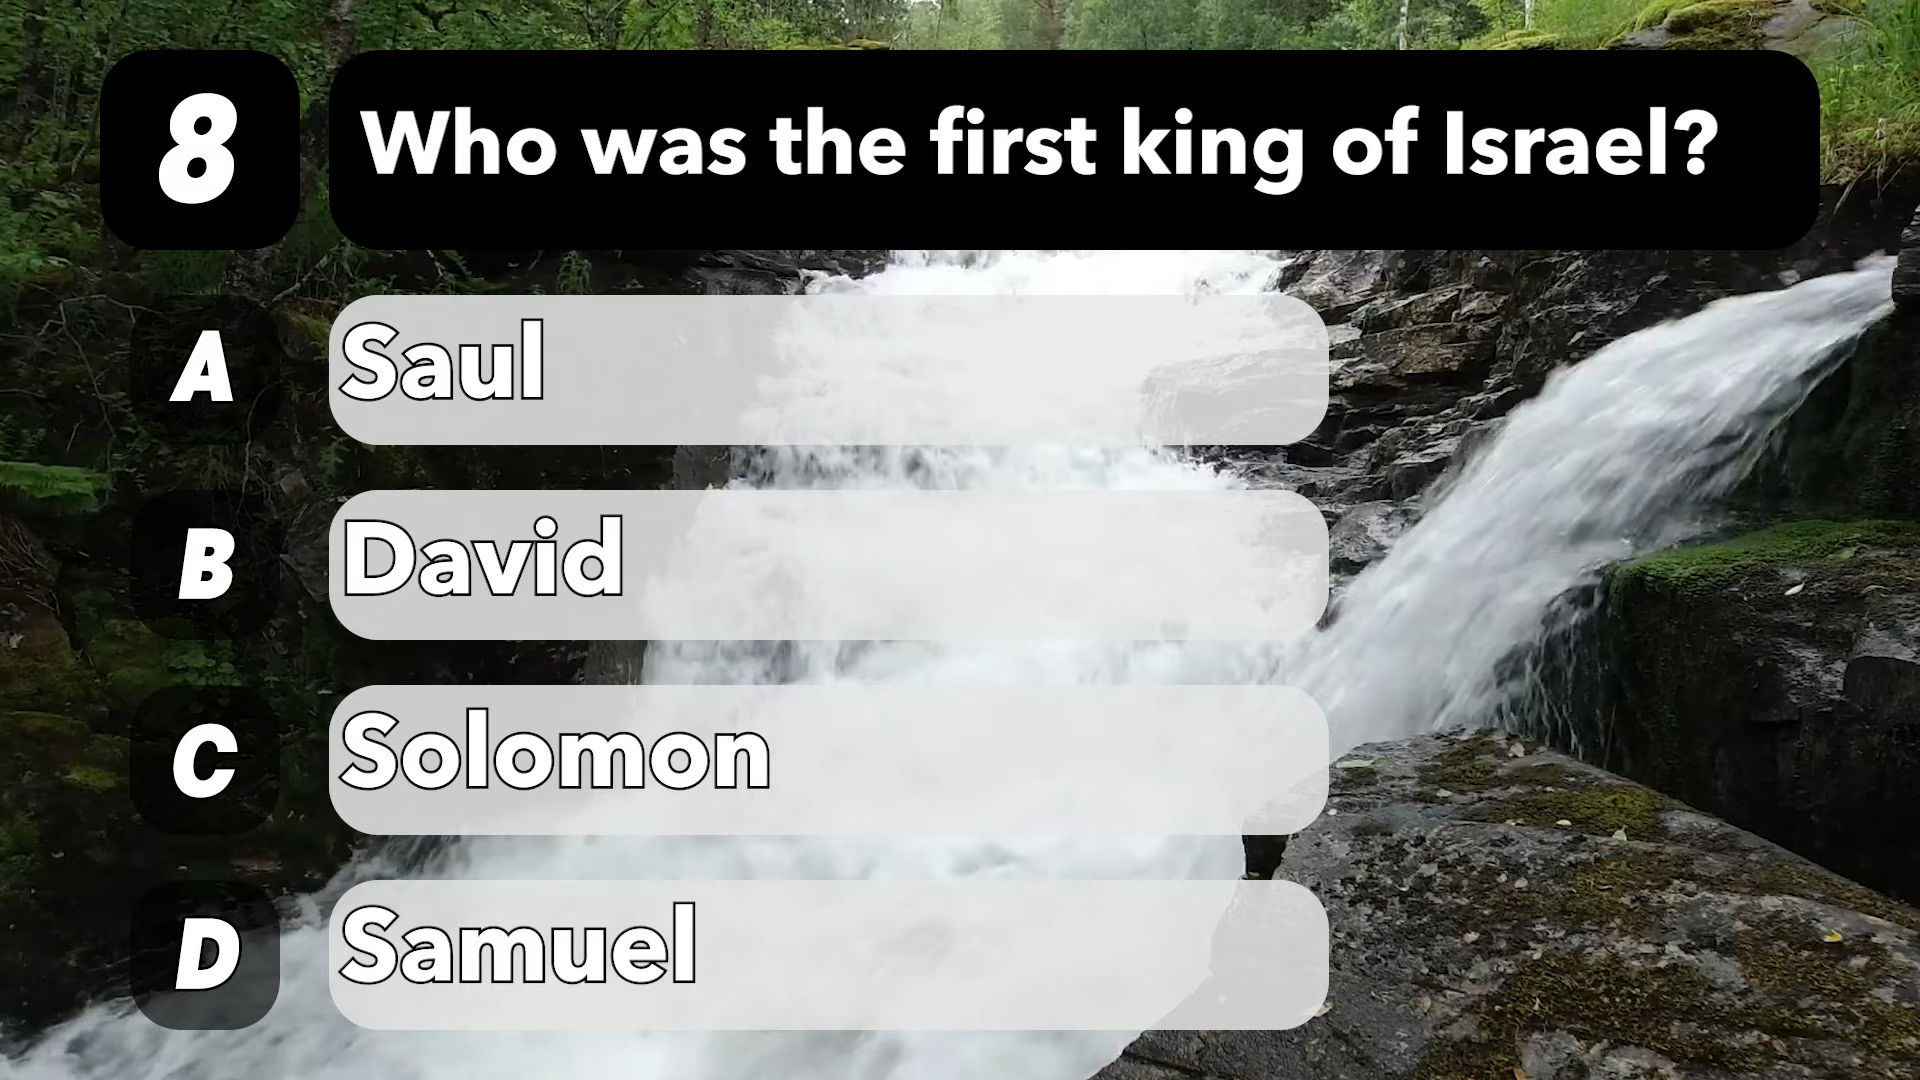 8
Who was the first king of Israel?
A
Saul
B
David
C
Solomon
D
Samuel